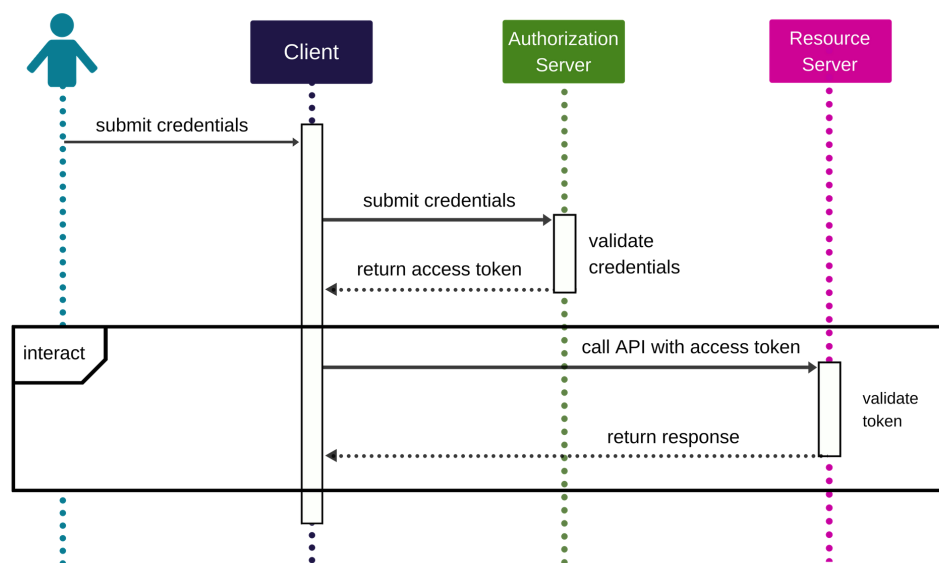 Client
Authorization
Server
Resource
Server
submit credentials
submit credentials
validate
credentials
return access token
interact
call API with access token
validate
token
return response